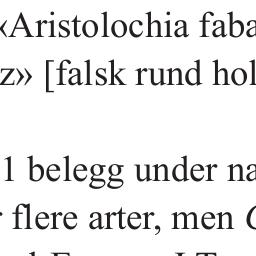 «Aristolochia faba
z» [falsk rund hol
1 belegg under na
flere arter, men